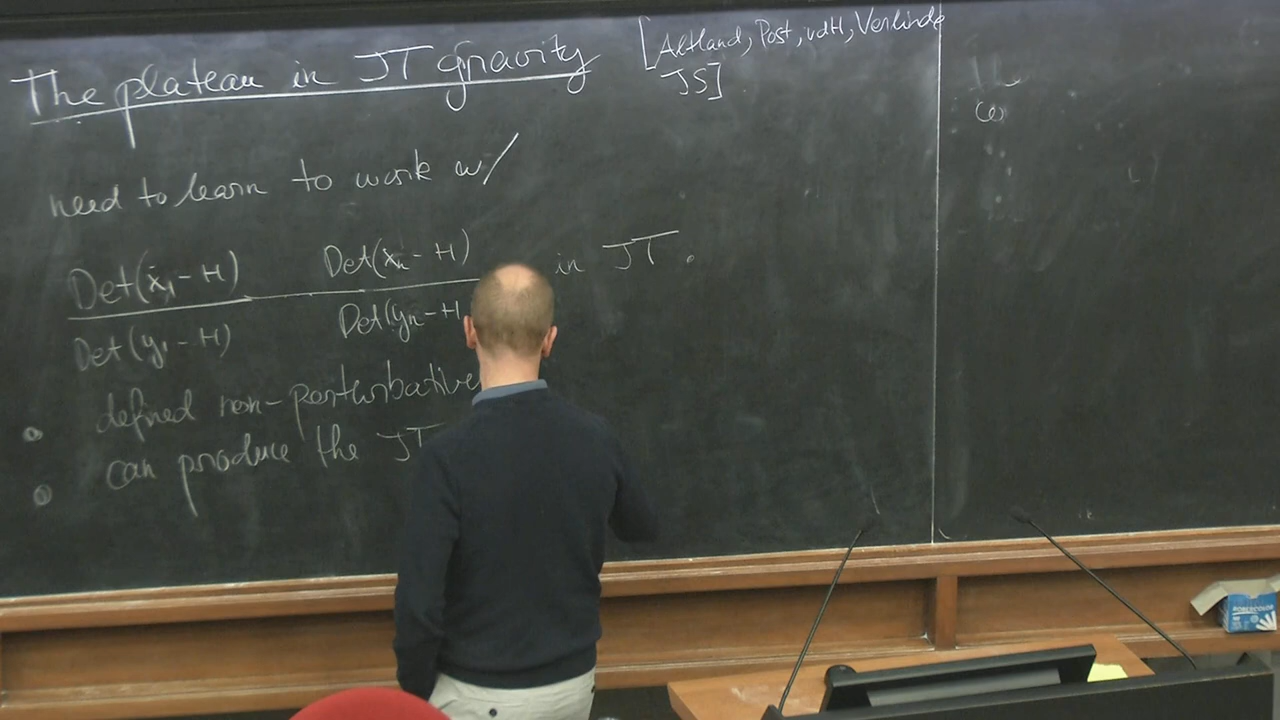 The plateau in JT gravity [Altland, Post, vdH, Verlinde
JS]
need to learn to work w/
Det(x₁ - H) Det(xₙ - H) in JT.
Det(y₁ - H) Det(yₙ - H
• defined non-perturbative
• can produce the JT